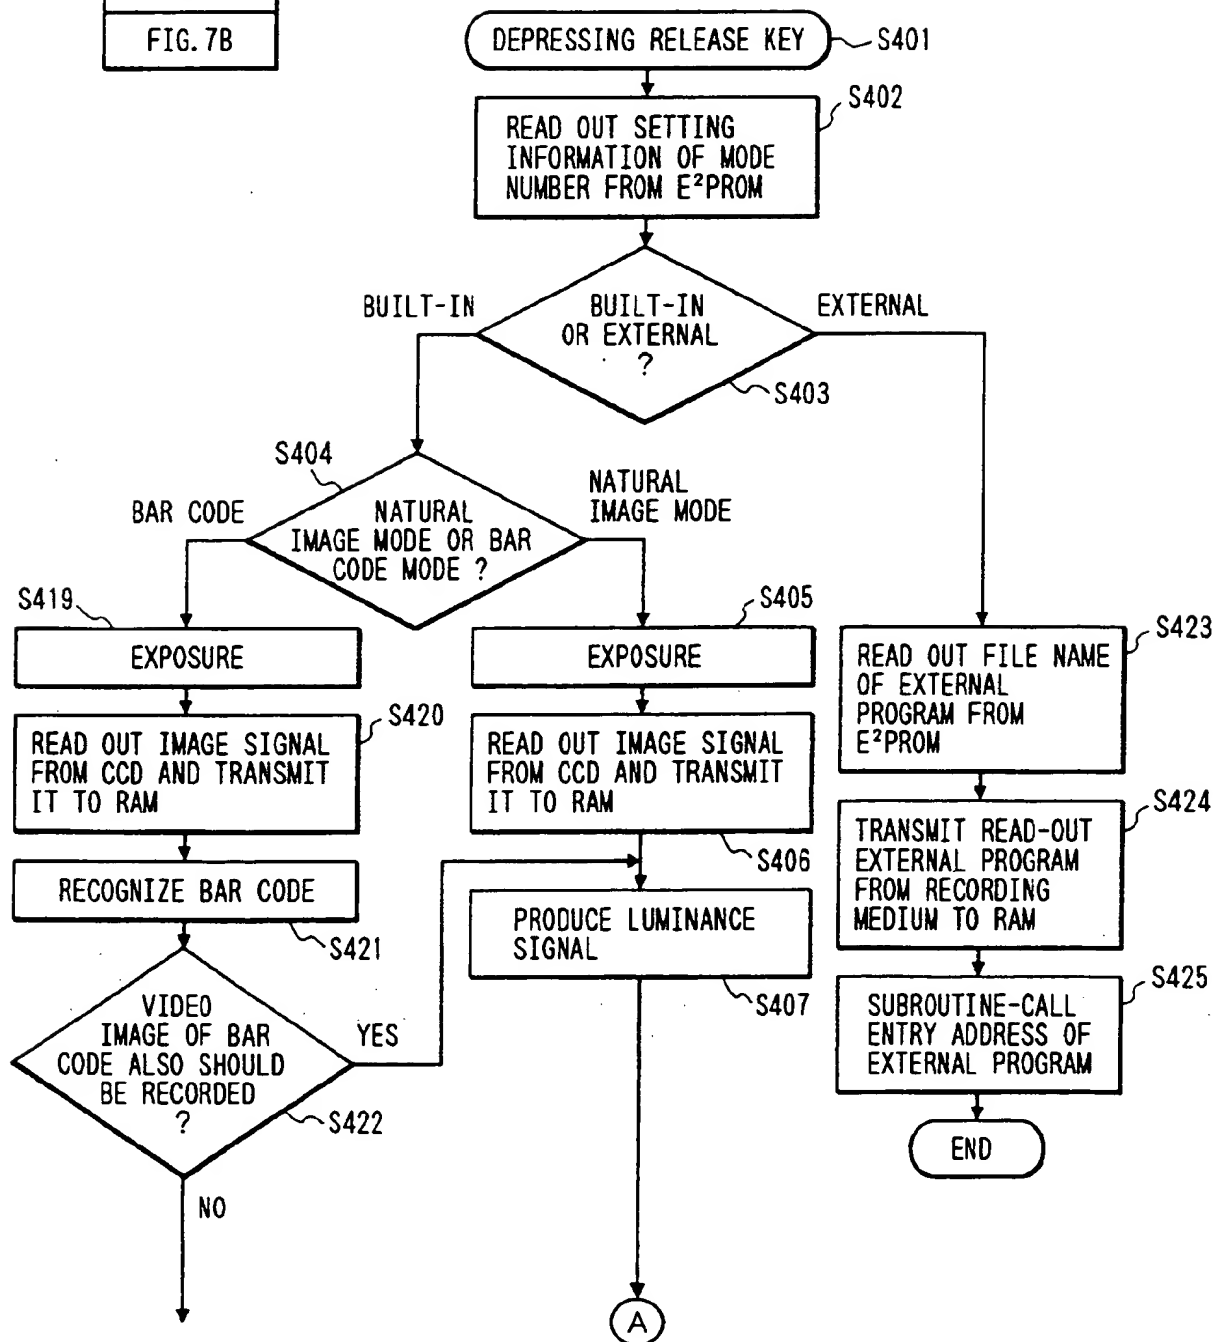 FIG. 7B
DEPRESSING RELEASE KEY
S401
S402
READ OUT SETTING
INFORMATION OF MODE
NUMBER FROM E²PROM
BUILT-IN
BUILT-IN
OR EXTERNAL
?
EXTERNAL
S403
S404
BAR CODE
NATURAL
IMAGE MODE OR BAR
CODE MODE ?
NATURAL
IMAGE MODE
S419
EXPOSURE
S405
EXPOSURE
S423
READ OUT FILE NAME
OF EXTERNAL
PROGRAM FROM
E²PROM
S420
READ OUT IMAGE SIGNAL
FROM CCD AND TRANSMIT
IT TO RAM
READ OUT IMAGE SIGNAL
FROM CCD AND TRANSMIT
IT TO RAM
S406
S424
TRANSMIT READ-OUT
EXTERNAL PROGRAM
FROM RECORDING
MEDIUM TO RAM
RECOGNIZE BAR CODE
S421
PRODUCE LUMINANCE
SIGNAL
S407
S425
SUBROUTINE-CALL
ENTRY ADDRESS OF
EXTERNAL PROGRAM
VIDEO
IMAGE OF BAR
CODE ALSO SHOULD
BE RECORDED
?
YES
S422
END
NO
A